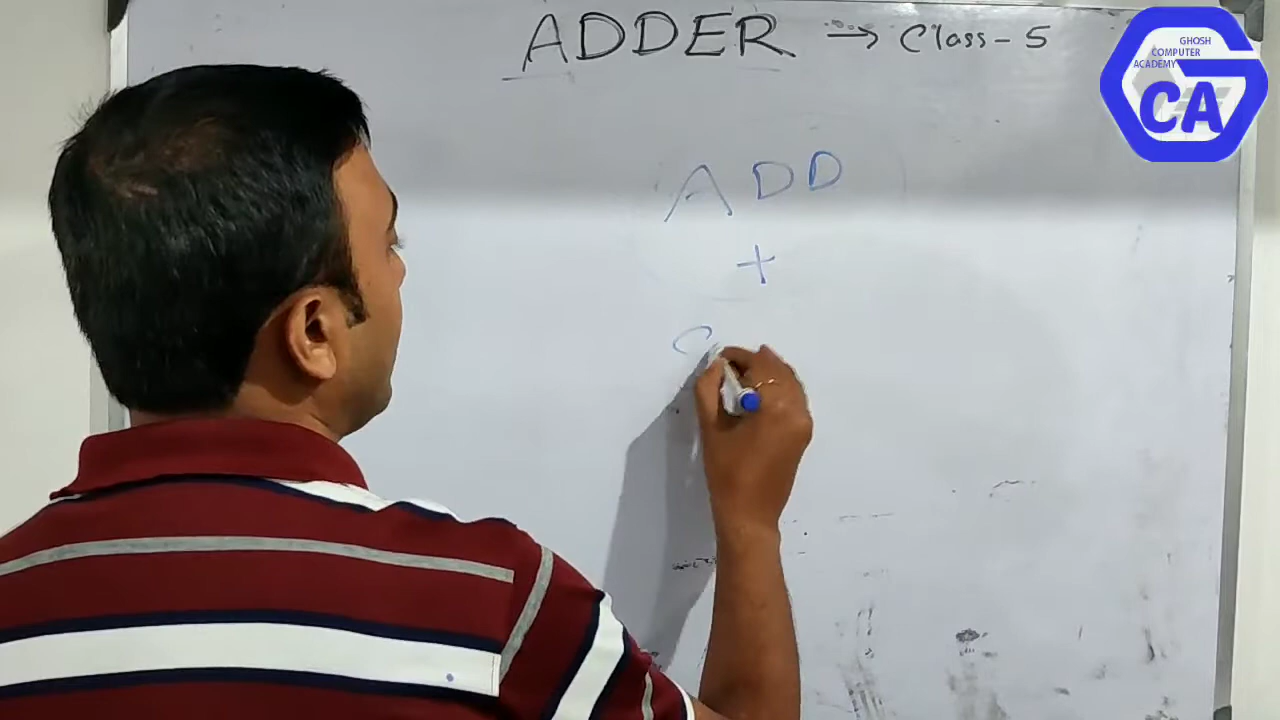 ADDER → Class - 5
GHOSH
COMPUTER
ACADEMY
CA
ADD
+